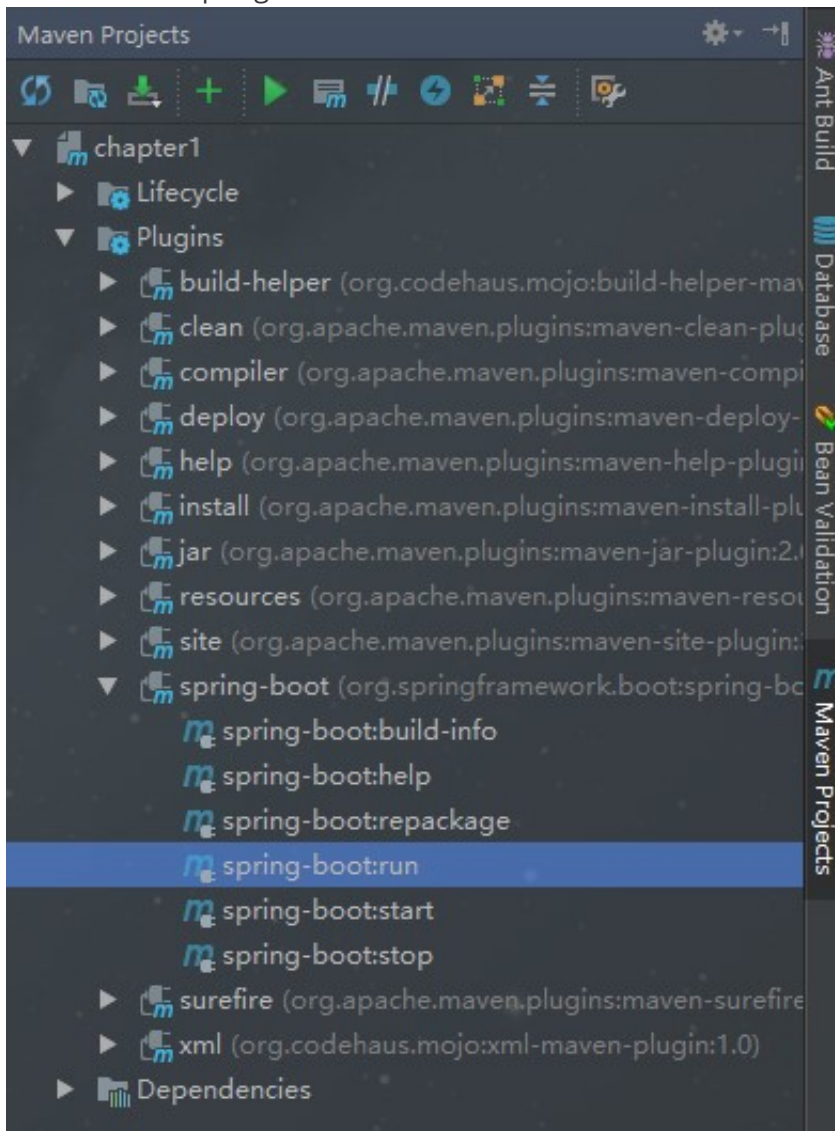 Maven Projects
chapter1
Lifecycle
Plugins
build-helper (org.codehaus.mojo:build-helper-mav
clean (org.apache.maven.plugins:maven-clean-plug
compiler (org.apache.maven.plugins:maven-compi
deploy (org.apache.maven.plugins:maven-deploy-
help (org.apache.maven.plugins:maven-help-plugi
install (org.apache.maven.plugins:maven-install-plu
jar (org.apache.maven.plugins:maven-jar-plugin:2.
resources (org.apache.maven.plugins:maven-resou
site (org.apache.maven.plugins:maven-site-plugin:
spring-boot (org.springframework.boot:spring-bo
spring-boot:build-info
spring-boot:help
spring-boot:repackage
spring-boot:run
spring-boot:start
spring-boot:stop
surefire (org.apache.maven.plugins:maven-surefire
xml (org.codehaus.mojo:xml-maven-plugin:1.0)
Dependencies
Ant Build
Database
Bean Validation
Maven Projects